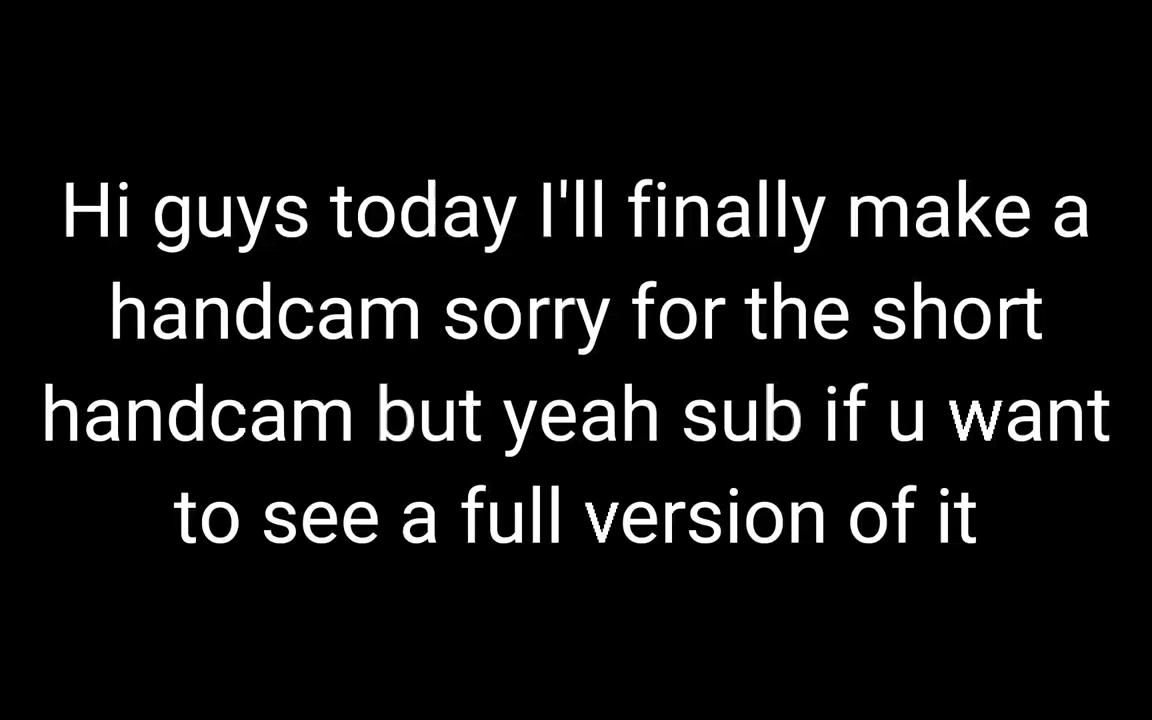 Hi guys today I'll finally make a
handcam sorry for the short
handcam but yeah sub if u want
to see a full version of it